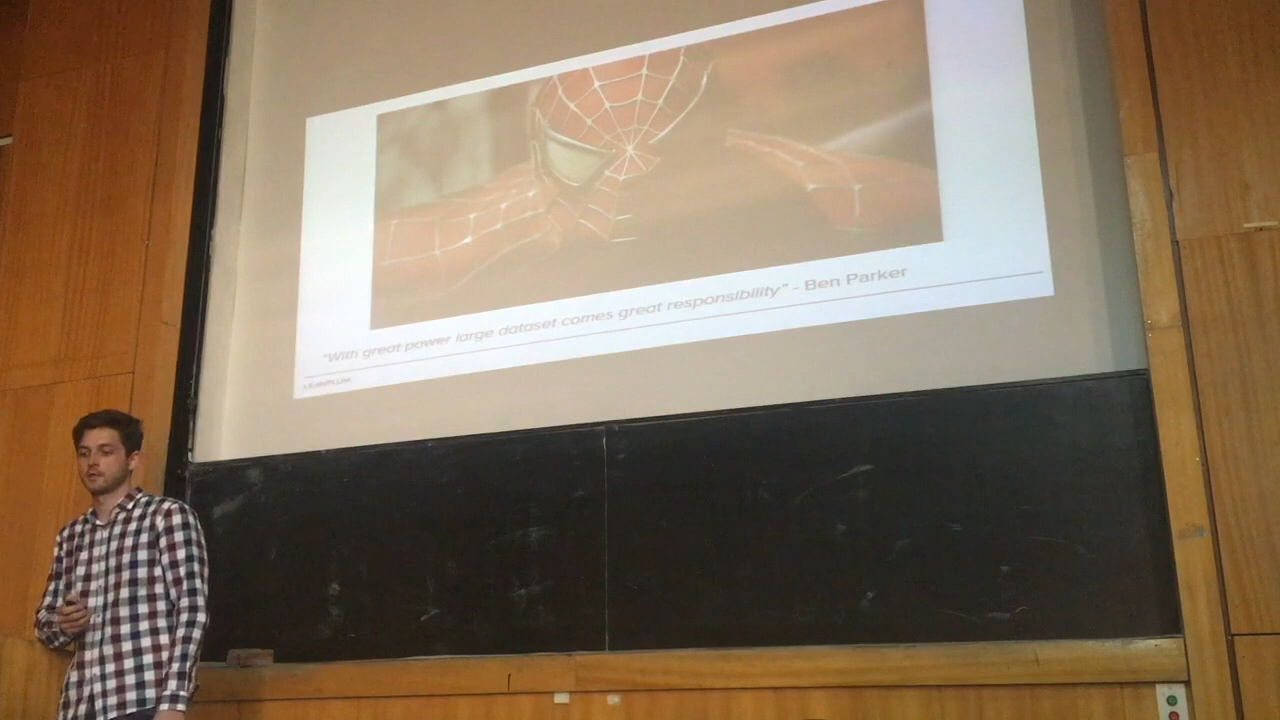 "With great power large dataset comes great responsibility" - Ben Parker